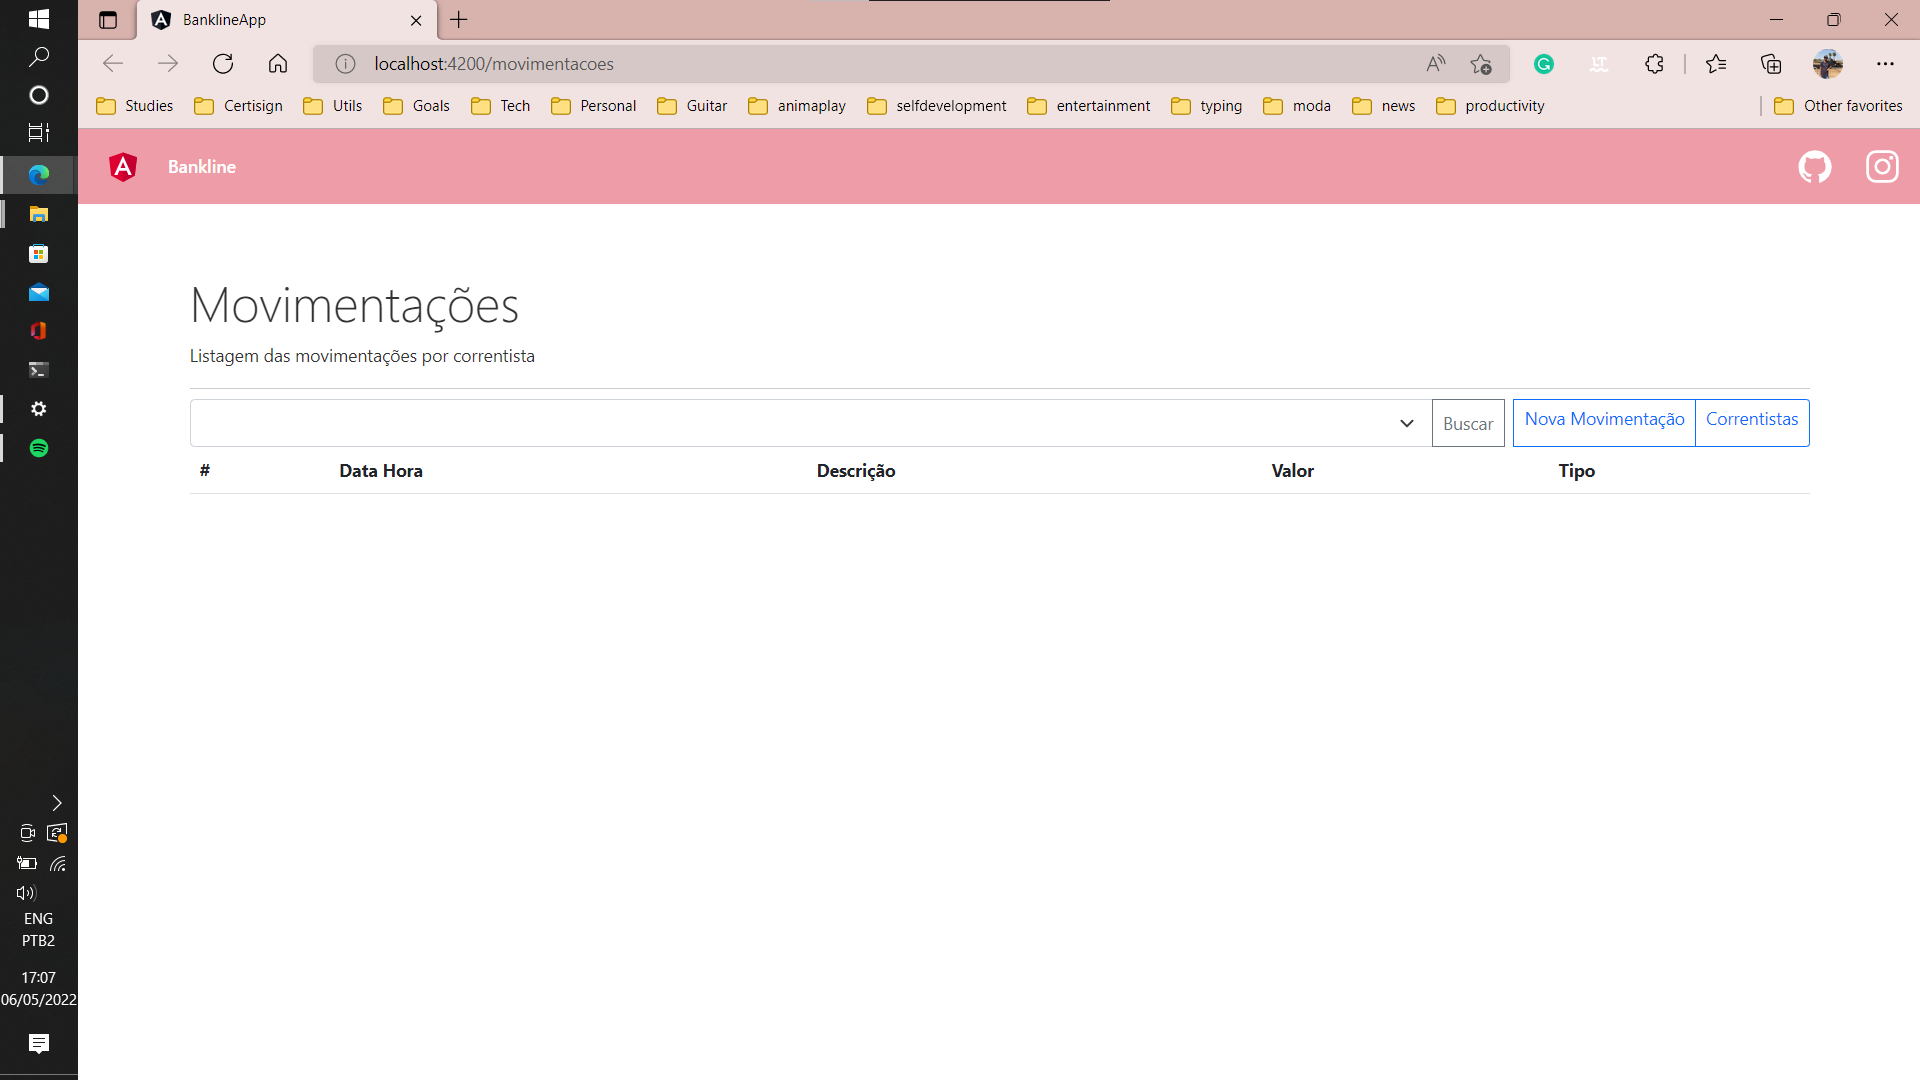 BanklineApp
localhost:4200/movimentacoes
Studies Certisign Utils Goals Tech Personal Guitar animaplay selfdevelopment entertainment typing moda news productivity Other favorites
Bankline
Movimentações
Listagem das movimentações por correntista
Buscar Nova Movimentação Correntistas
# Data Hora Descrição Valor Tipo
ENG
PTB2
17:07
06/05/2022